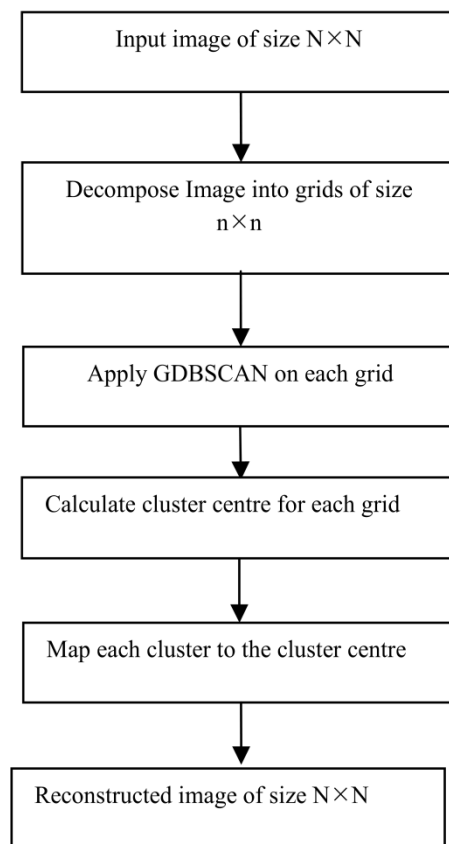 Input image of size N×N
Decompose Image into grids of size
n×n
Apply GDBSCAN on each grid
Calculate cluster centre for each grid
Map each cluster to the cluster centre
Reconstructed image of size N×N